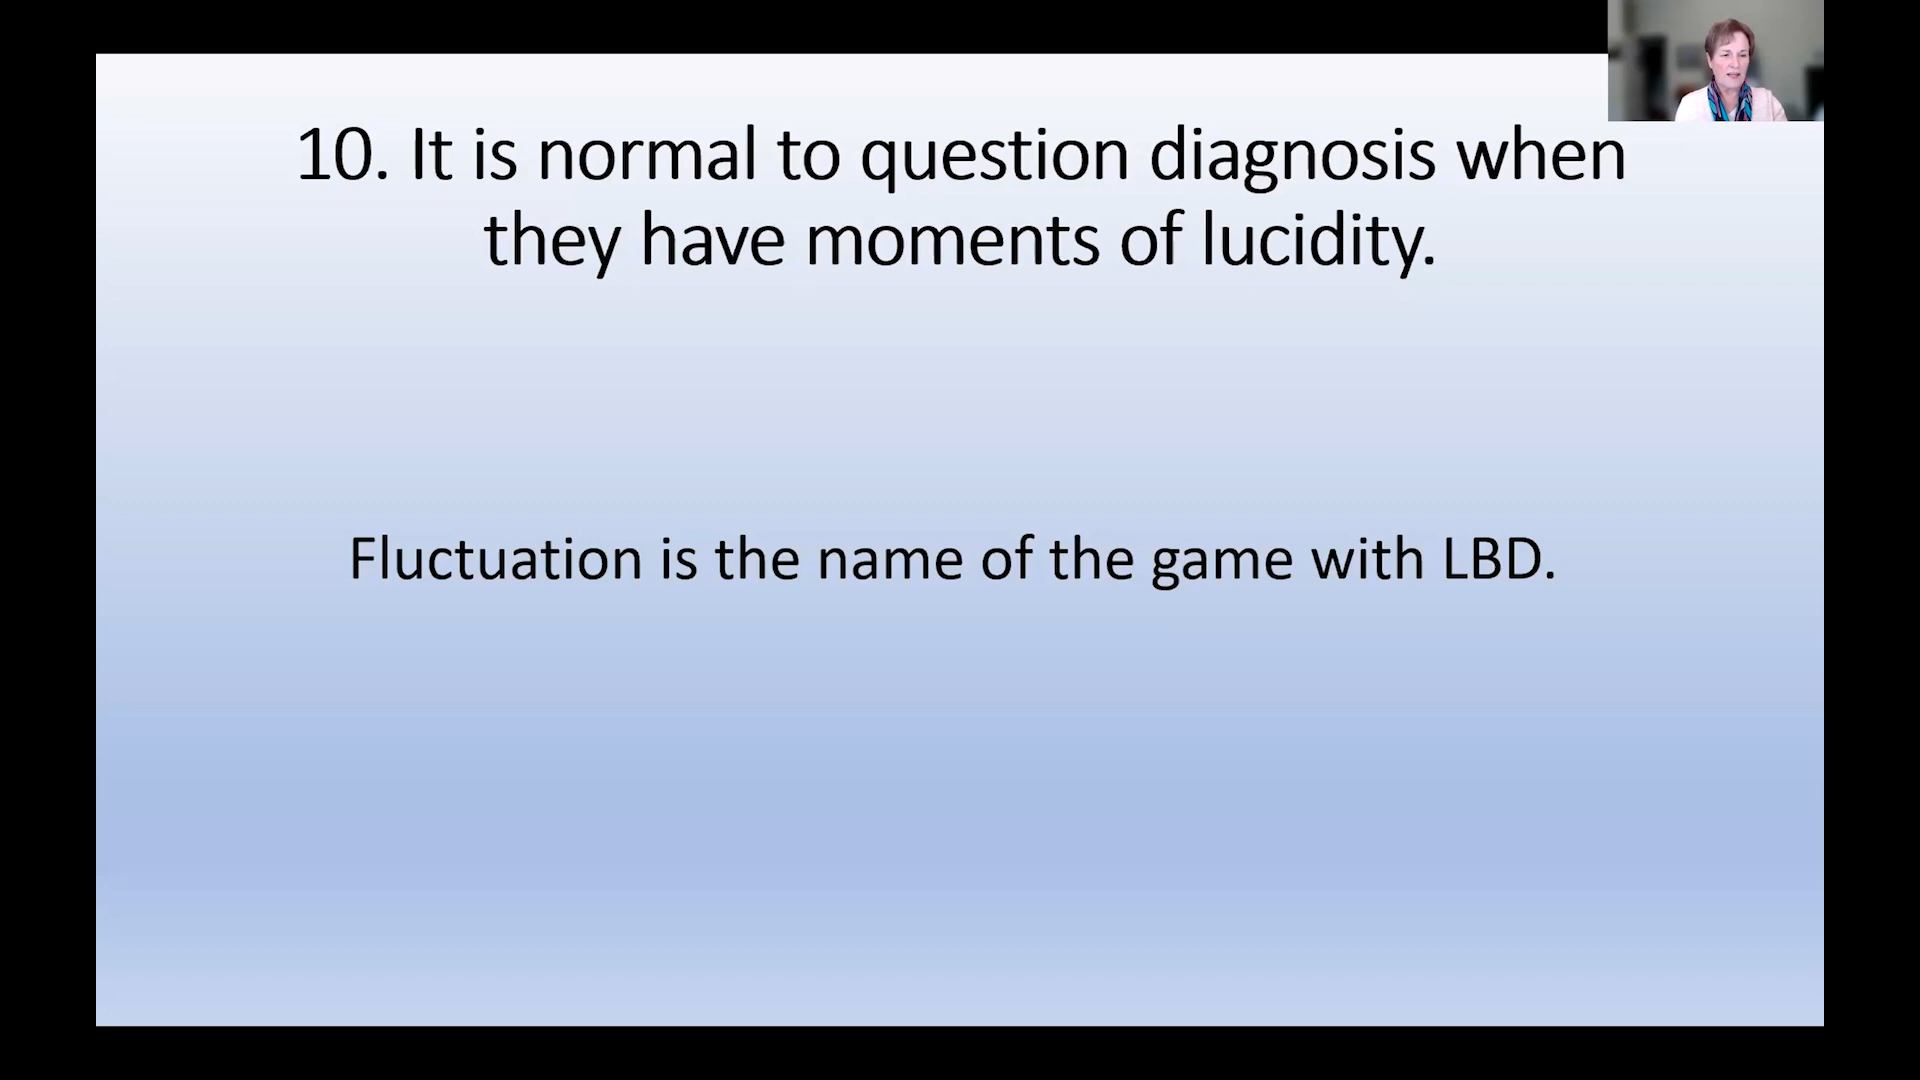 10. It is normal to question diagnosis when
they have moments of lucidity.
Fluctuation is the name of the game with LBD.